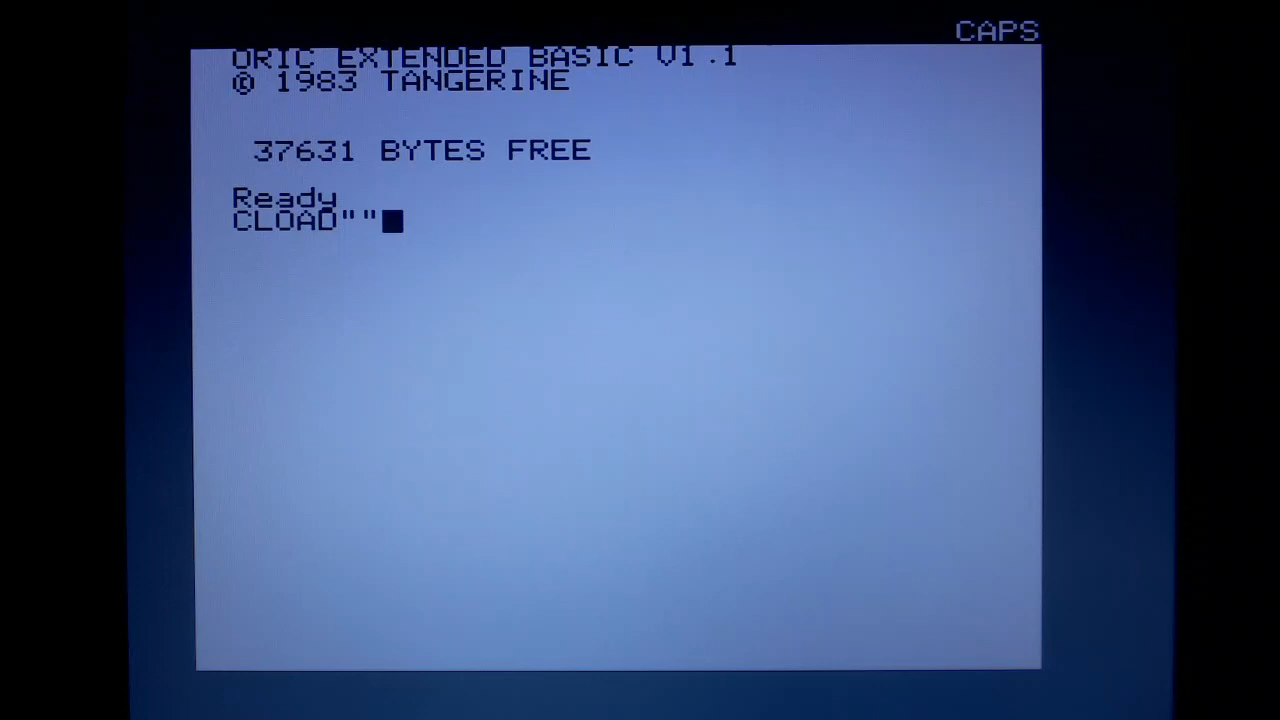 CAPS
ORIC EXTENDED BASIC V1.1
© 1983 TANGERINE
37631 BYTES FREE
Ready
CLOAD""